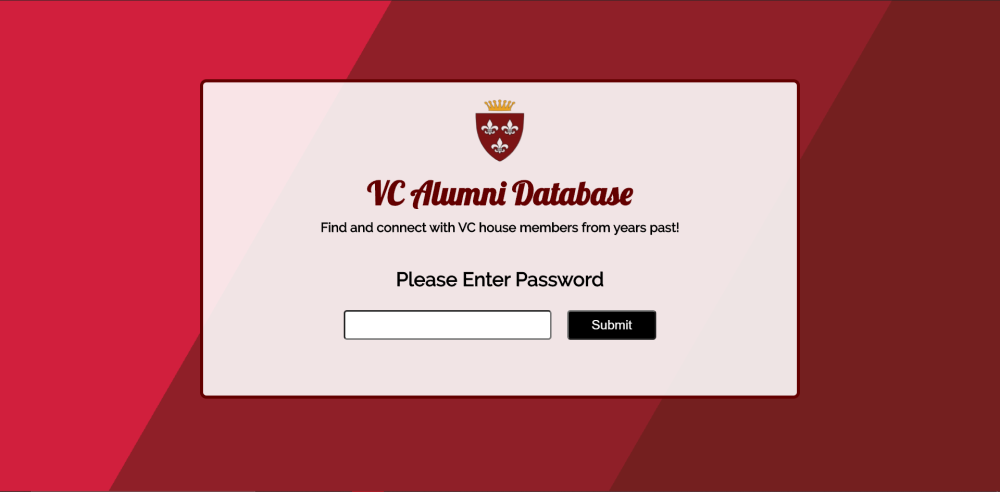 VC Alumni Database
Find and connect with VC house members from years past!
Please Enter Password
Submit